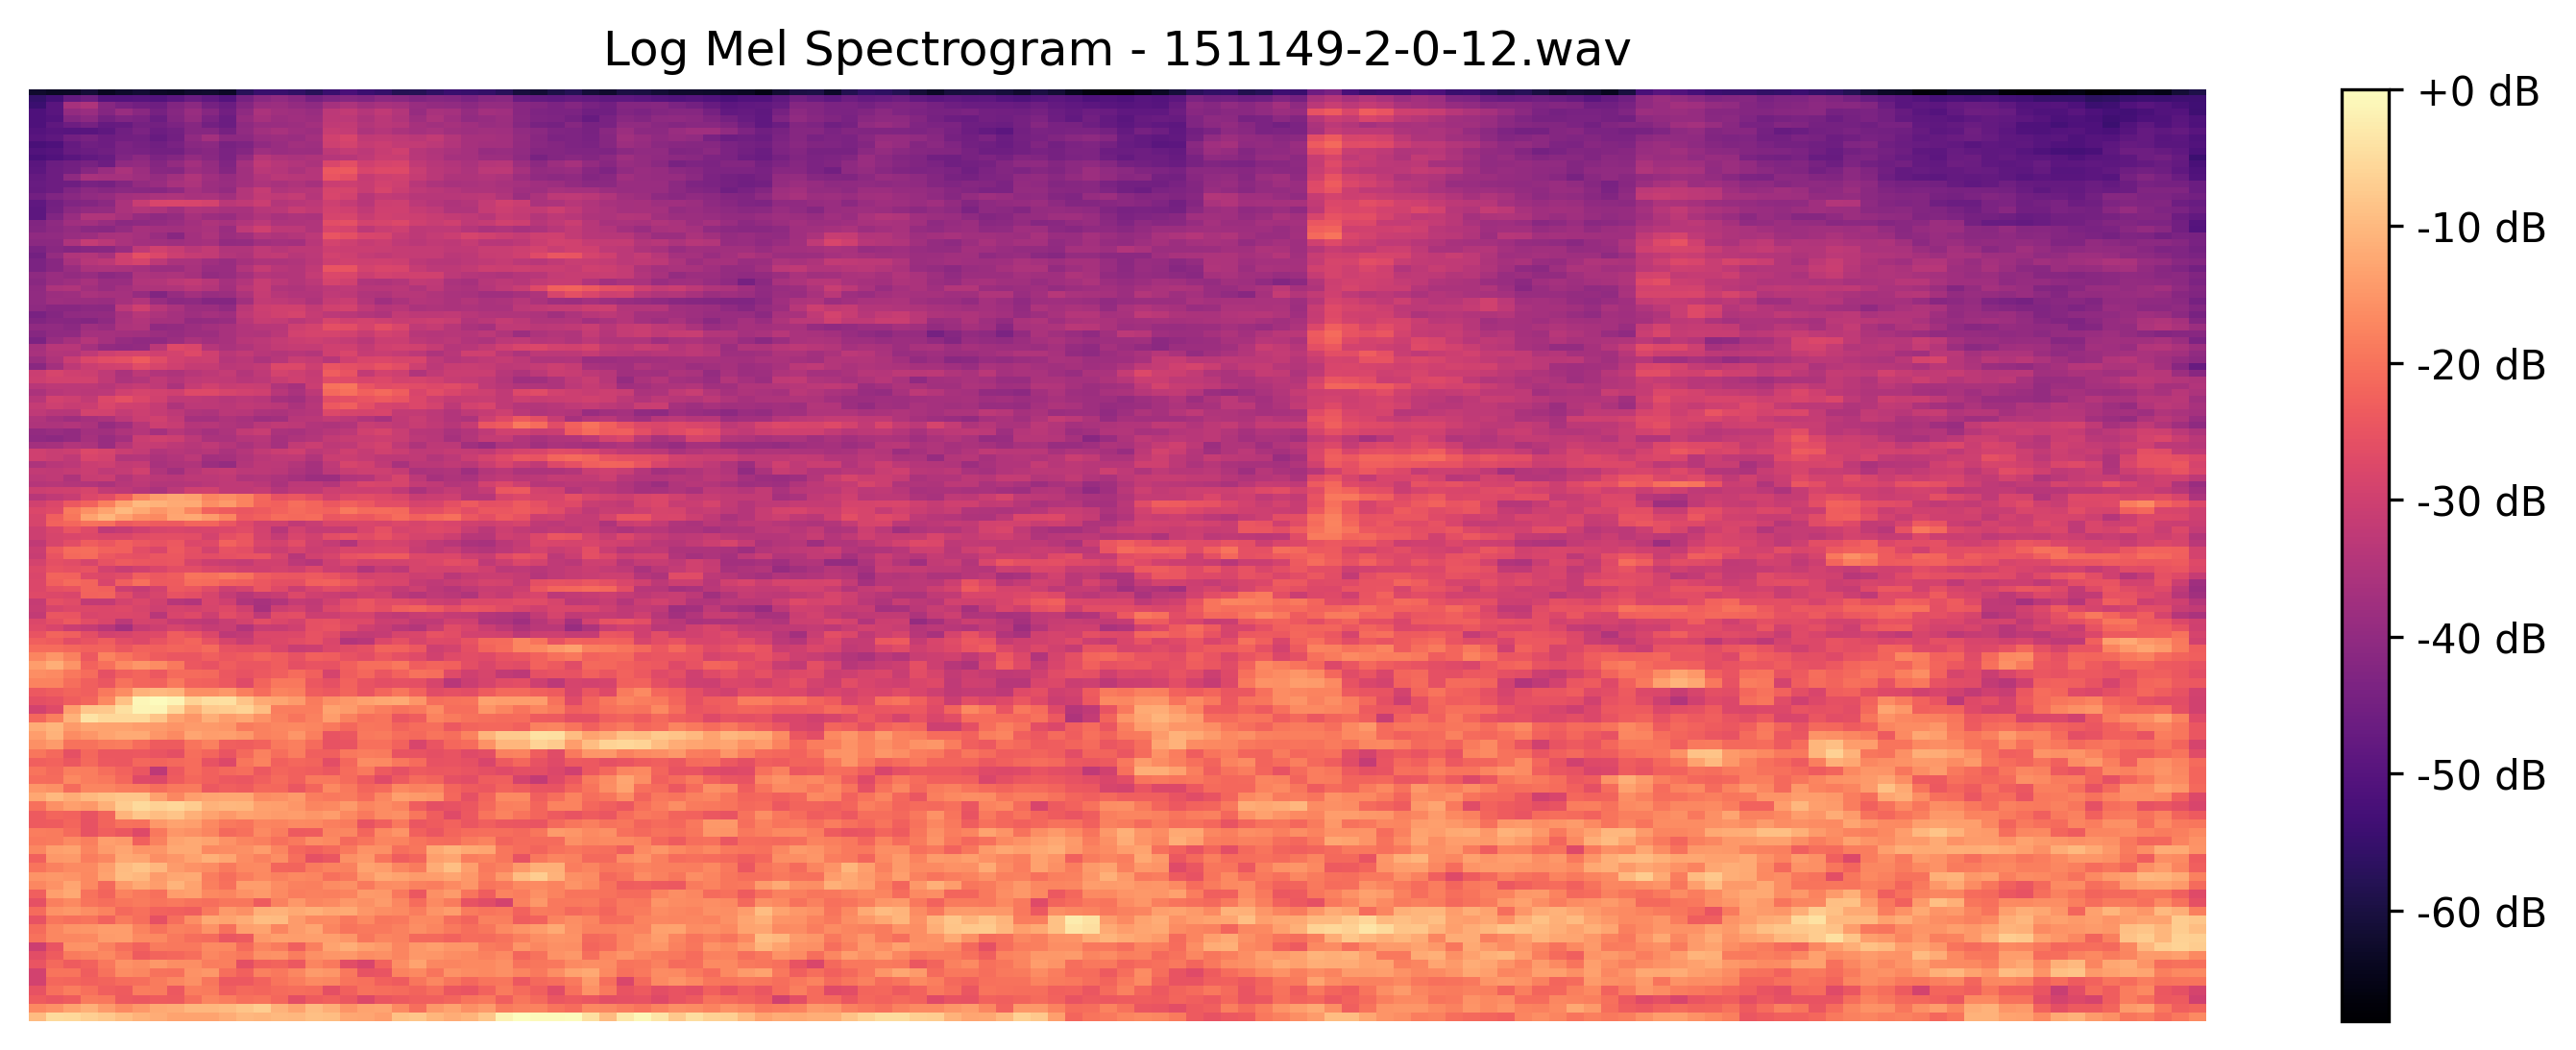 Log Mel Spectrogram - 151149-2-0-12.wav
+0 dB
-10 dB
-20 dB
-30 dB
-40 dB
-50 dB
-60 dB